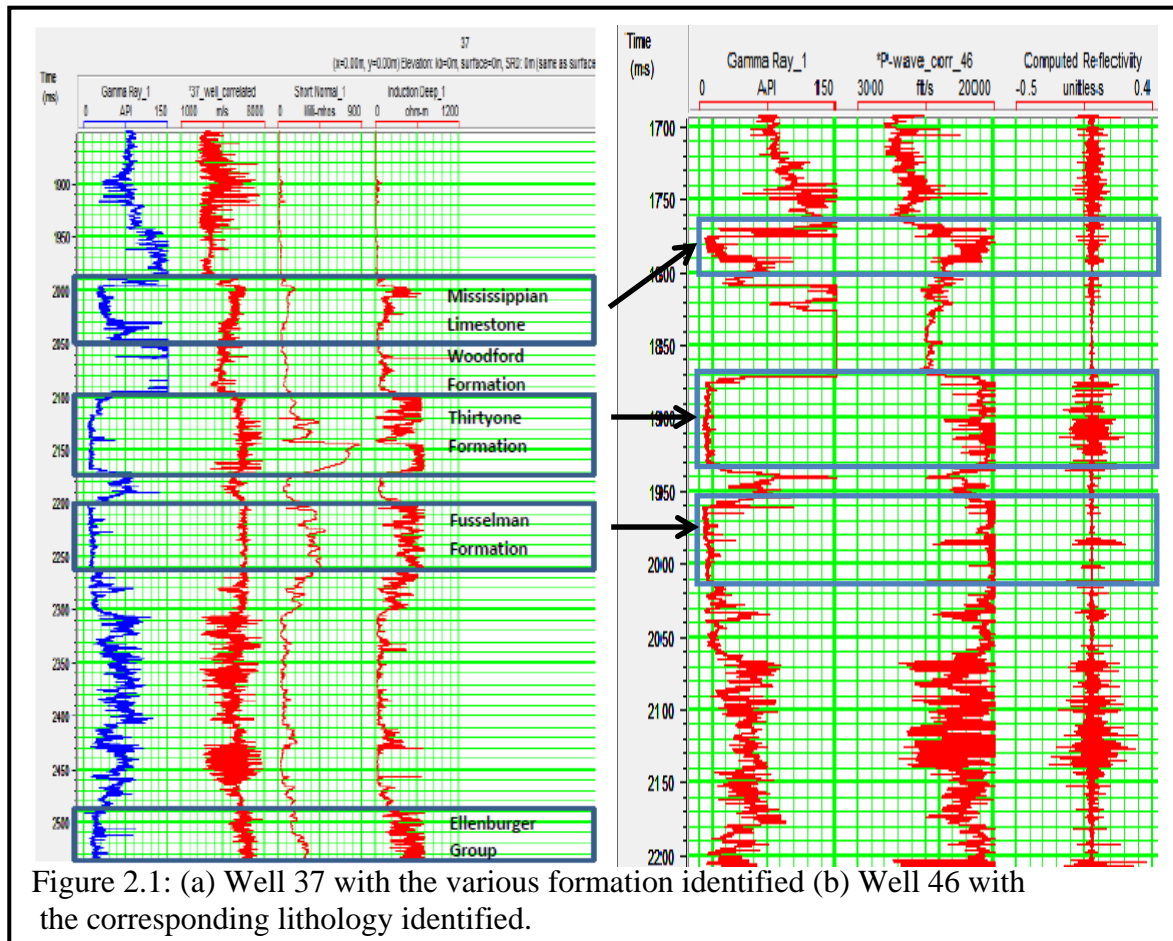 37
(x=0.00m, y=0.00m) Elevation: kb=0m, surface=0m, SRD: 0m (same as surface
Time
(ms)
Gamma Ray_1
0 API 150
'37_well_correlated
1000 m/s 8000
Short Normal_1
0 Milli-mhos 900
Induction Deep_1
0 ohm-m 1200
1900
1950
2000
2050
2100
2150
2200
2250
2300
2350
2400
2450
2500
Mississippian
Limestone
Woodford
Formation
Thirtyone
Formation
Fusselman
Formation
Ellenburger
Group
Time
(ms)
Gamma Ray_1
0 API 150
*P-wave_corr_46
3000 ft/s 20000
Computed Reflectivity
-0.5 unitless 0.4
1700
1750
1800
1850
1900
1950
2000
2050
2100
2150
2200
Figure 2.1: (a) Well 37 with the various formation identified (b) Well 46 with
the corresponding lithology identified.